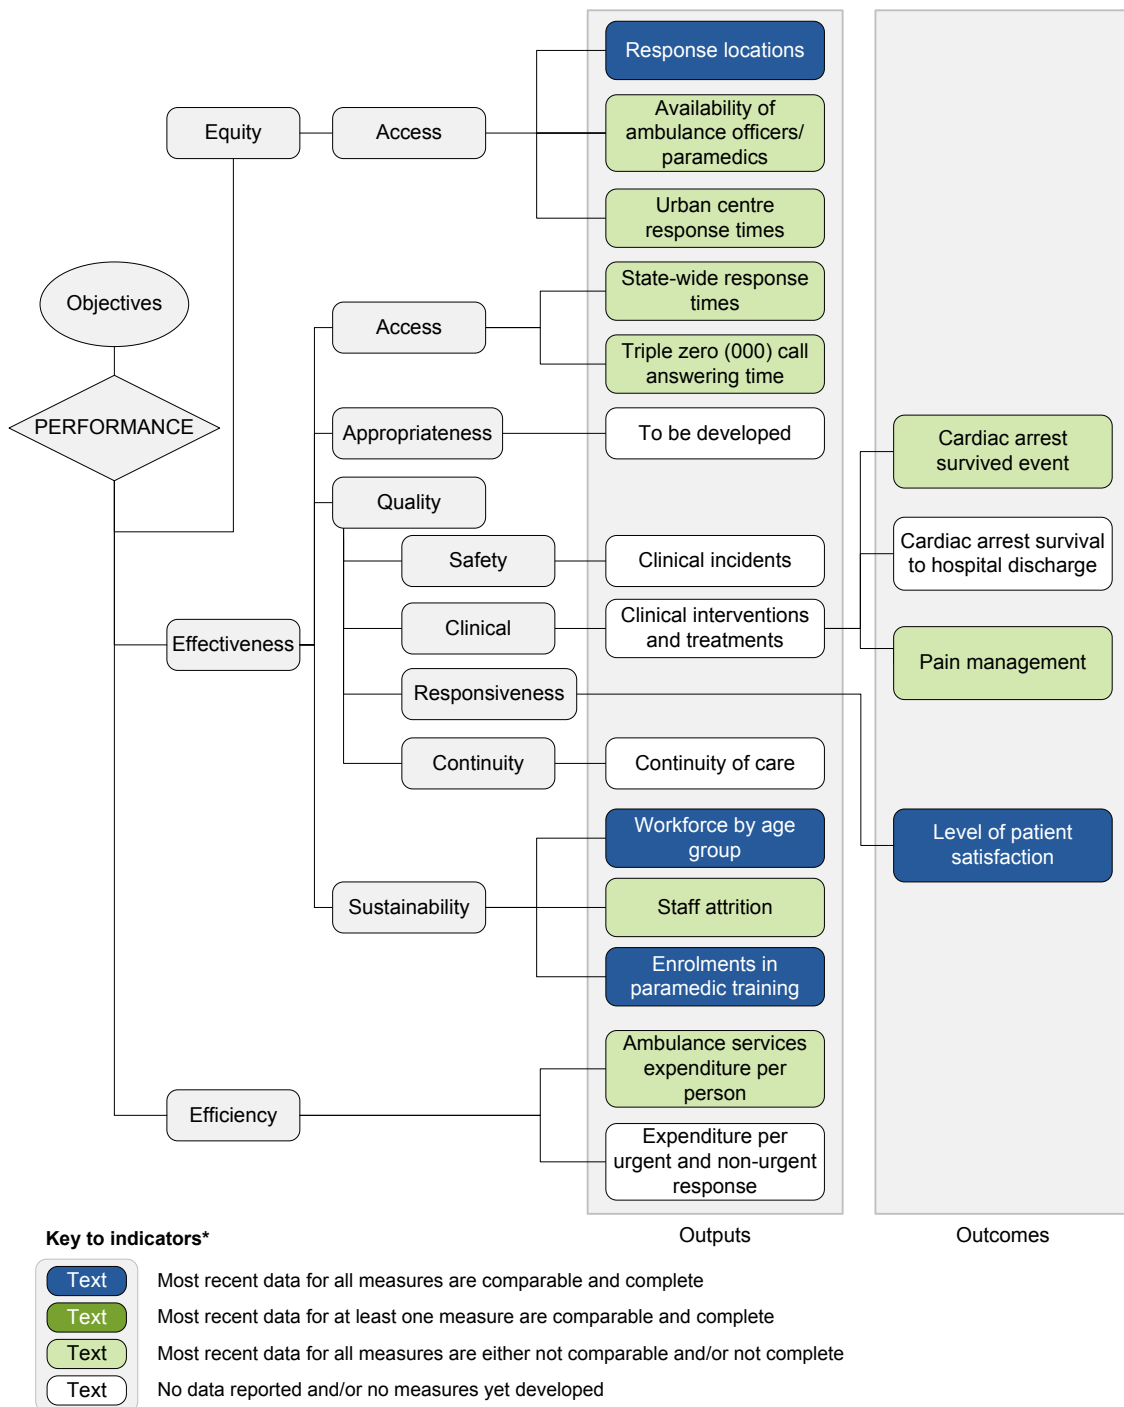 Response locations
Equity
Access
Availability of
ambulance officers/
paramedics
Urban centre
response times
Objectives
PERFORMANCE
Access
State-wide response
times
Triple zero (000) call
answering time
Appropriateness
To be developed
Quality
Safety
Clinical incidents
Clinical
Clinical interventions
and treatments
Cardiac arrest
survived event
Cardiac arrest survival
to hospital discharge
Pain management
Effectiveness
Responsiveness
Level of patient
satisfaction
Continuity
Continuity of care
Sustainability
Workforce by age
group
Staff attrition
Enrolments in
paramedic training
Efficiency
Ambulance services
expenditure per
person
Expenditure per
urgent and non-urgent
response
Outputs
Outcomes
Key to indicators*
Text Most recent data for all measures are comparable and complete
Text Most recent data for at least one measure are comparable and complete
Text Most recent data for all measures are either not comparable and/or not complete
Text No data reported and/or no measures yet developed